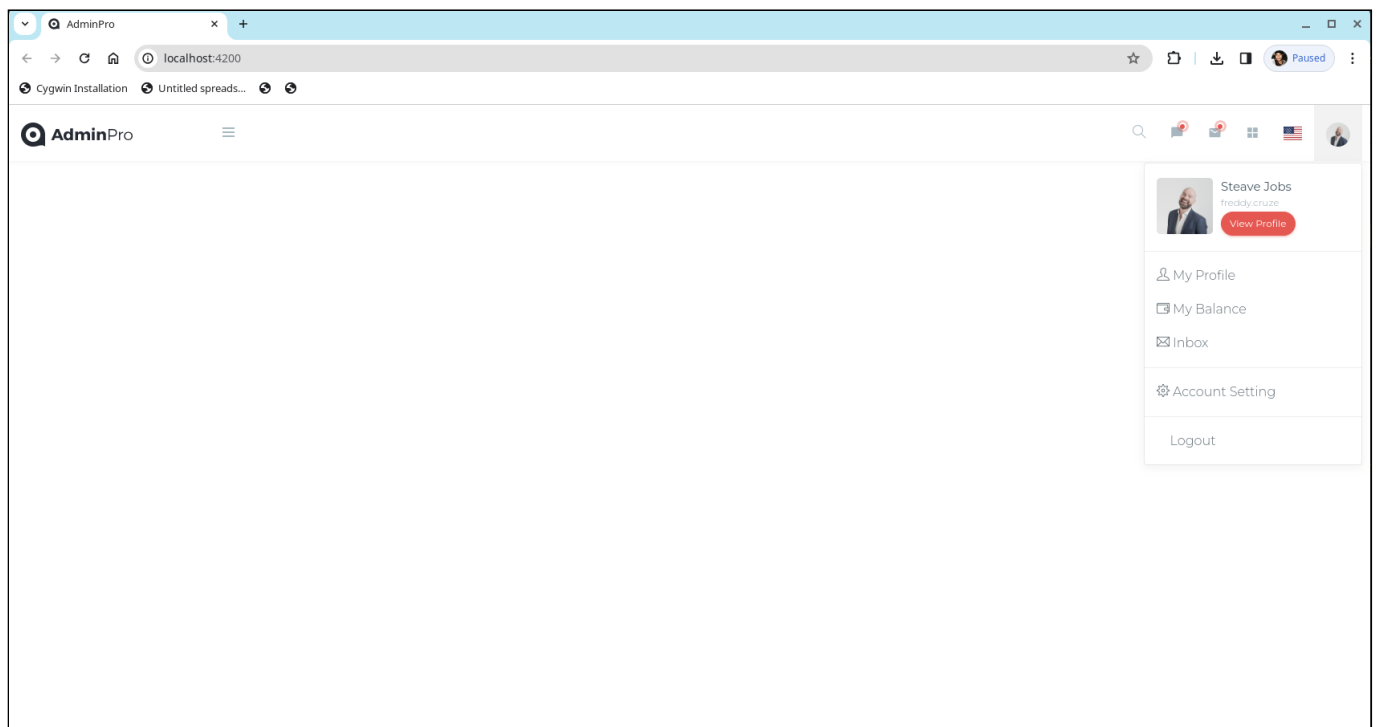 AdminPro
localhost:4200
Paused
Cygwin Installation
Untitled spreads...
AdminPro
Steave Jobs
freddy.cruze
View Profile
My Profile
My Balance
Inbox
Account Setting
Logout